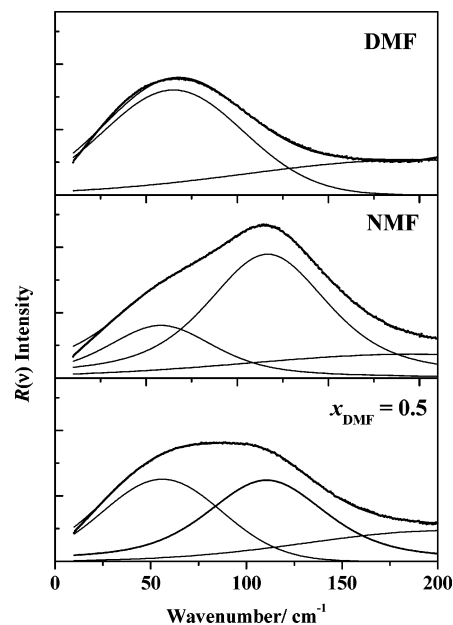 DMF
NMF
x_DMF = 0.5
R(ν) Intensity
0 50 100 150 200
Wavenumber/ cm⁻¹